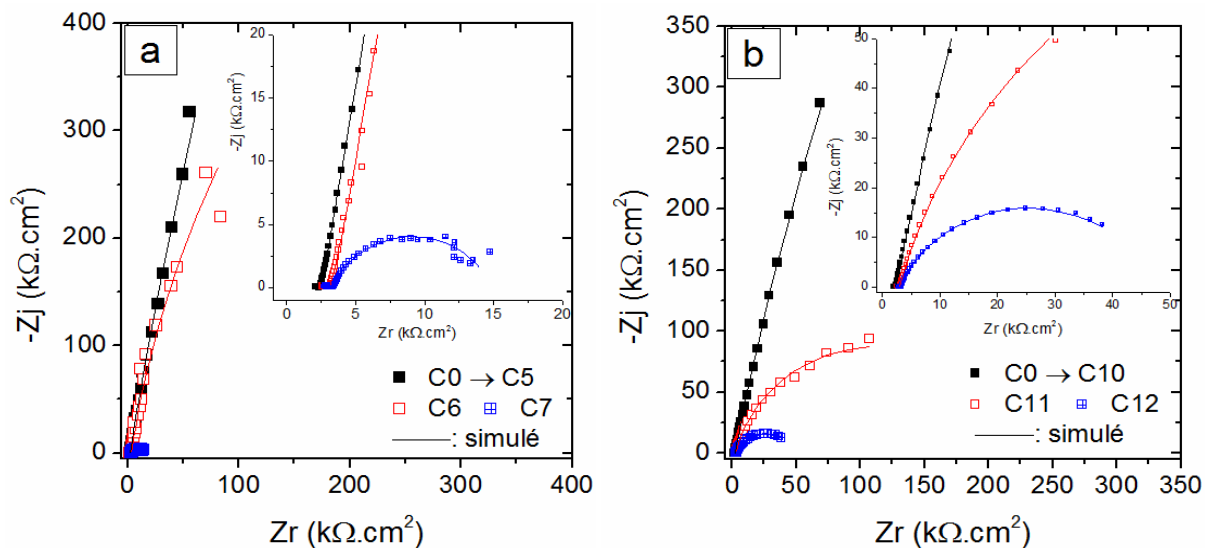 a
400
300
200
100
0
-Zj (kΩ.cm²)
0 100 200 250 300 400
Zr (kΩ.cm²)
20
15
10
5
0
-Zj (kΩ.cm²)
0 5 10 15 20
Zr (kΩ.cm²)
C0 → C5
C6 C7
: simulé
b
350
300
250
200
150
100
50
0
-Zj (kΩ.cm²)
0 50 100 150 200 250 300 350
Zr (kΩ.cm²)
50
40
30
20
10
0
-Zj (kΩ.cm²)
0 10 20 30 40 50
Zr (kΩ.cm²)
C0 → C10
C11 C12
: simulé